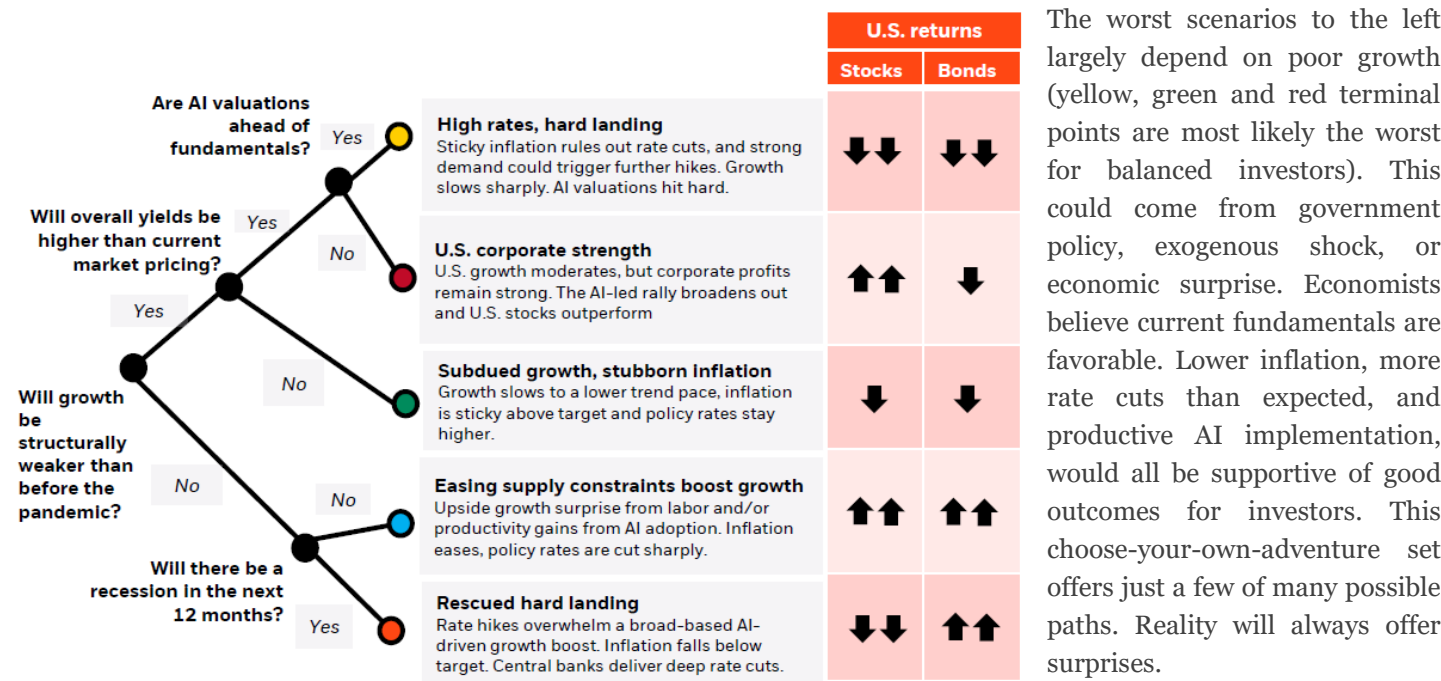 Are AI valuations
ahead of
fundamentals?
Yes
Will overall yields be
higher than current
market pricing?
Yes
No
Yes
No
Will growth
be
structurally
weaker than
before the
pandemic?
No
No
Will there be a
recession in the next
12 months?
Yes
U.S. returns
Stocks
Bonds
High rates, hard landing
Sticky inflation rules out rate cuts, and strong
demand could trigger further hikes. Growth
slows sharply. AI valuations hit hard.
U.S. corporate strength
U.S. growth moderates, but corporate profits
remain strong. The AI-led rally broadens out
and U.S. stocks outperform
Subdued growth, stubborn inflation
Growth slows to a lower trend pace, inflation
is sticky above target and policy rates stay
higher.
Easing supply constraints boost growth
Upside growth surprise from labor and/or
productivity gains from AI adoption. Inflation
eases, policy rates are cut sharply.
Rescued hard landing
Rate hikes overwhelm a broad-based AI-
driven growth boost. Inflation falls below
target. Central banks deliver deep rate cuts.
The worst scenarios to the left
largely depend on poor growth
(yellow, green and red terminal
points are most likely the worst
for balanced investors). This
could come from government
policy, exogenous shock, or
economic surprise. Economists
believe current fundamentals are
favorable. Lower inflation, more
rate cuts than expected, and
productive AI implementation,
would all be supportive of good
outcomes for investors. This
choose-your-own-adventure set
offers just a few of many possible
paths. Reality will always offer
surprises.